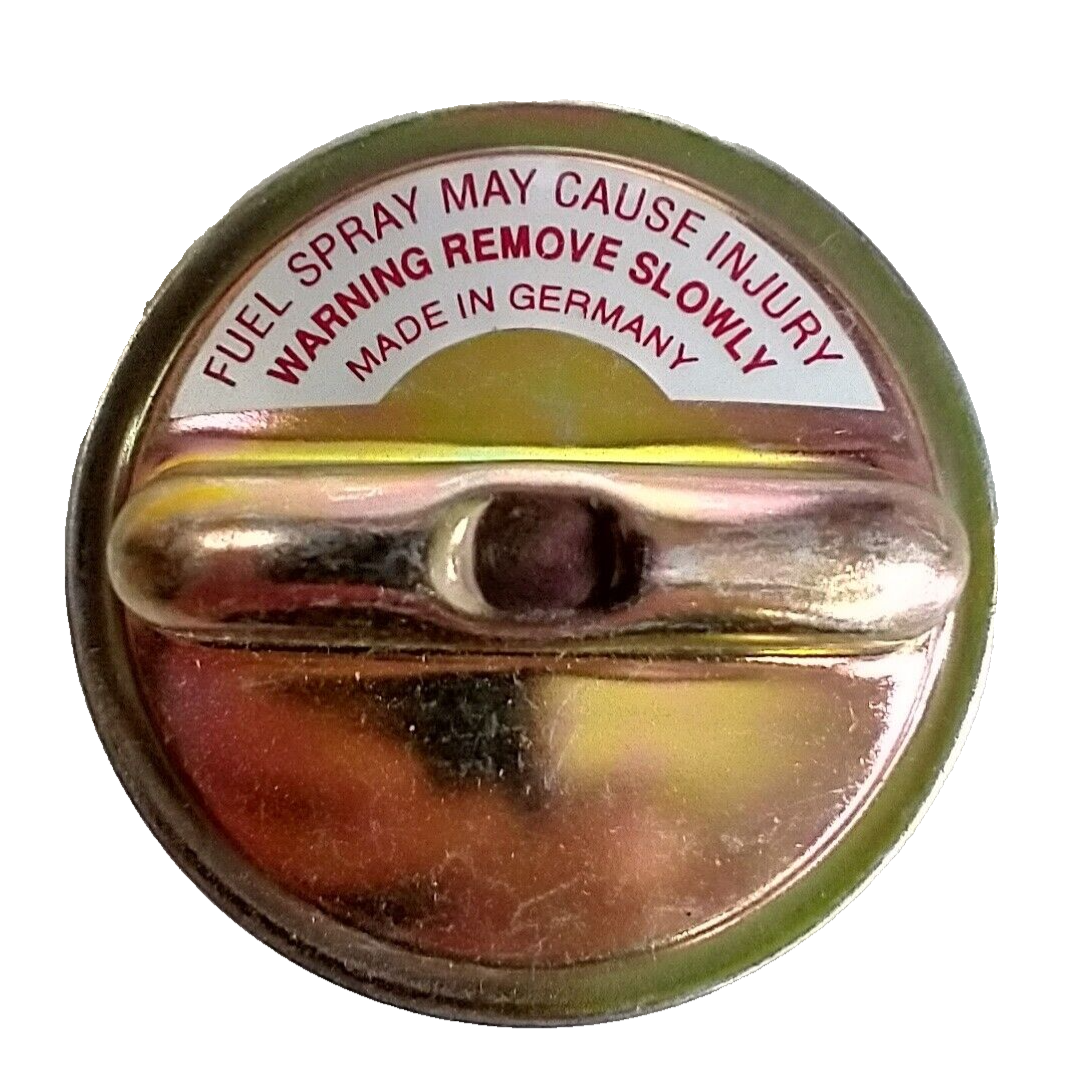 FUEL SPRAY MAY CAUSE INJURY
WARNING REMOVE SLOWLY
MADE IN GERMANY